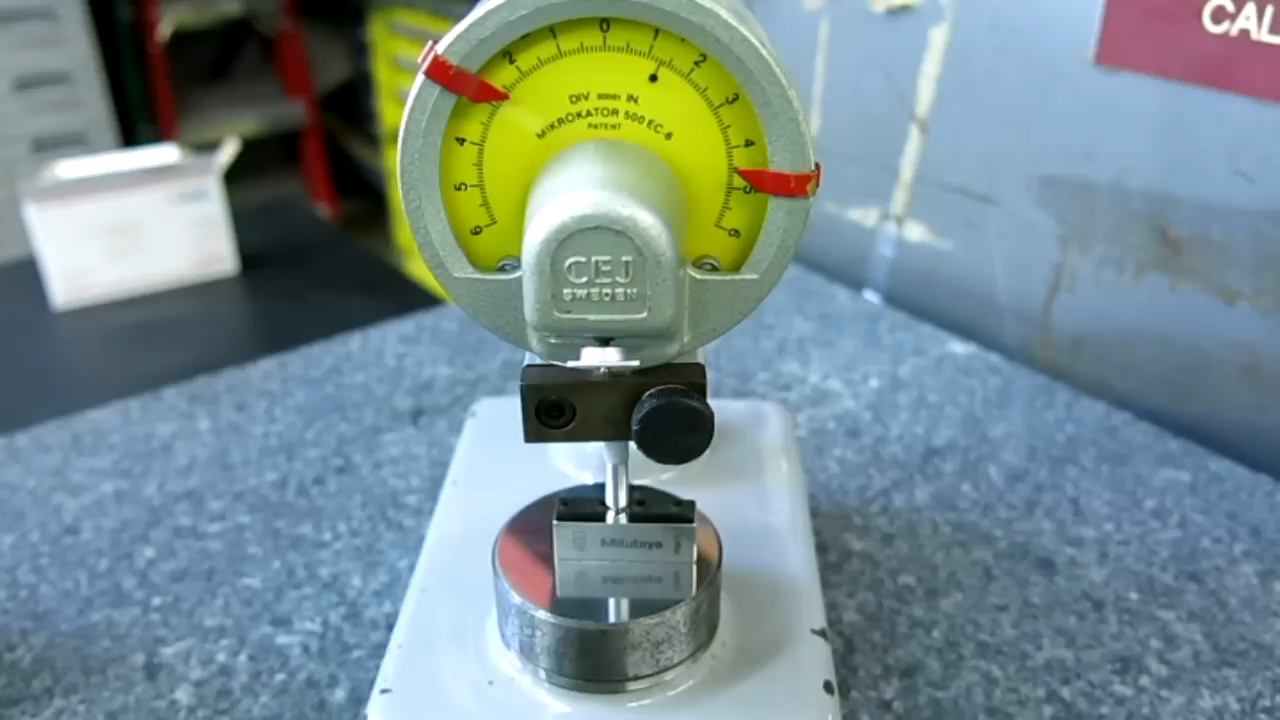 CAL
2 1 0 1 2
3
4 4
5 5
6 6
DIV .00001 IN.
MIKROKATOR 500 EC-6
PATENT
CEJ
SWEDEN
Mitutoyo